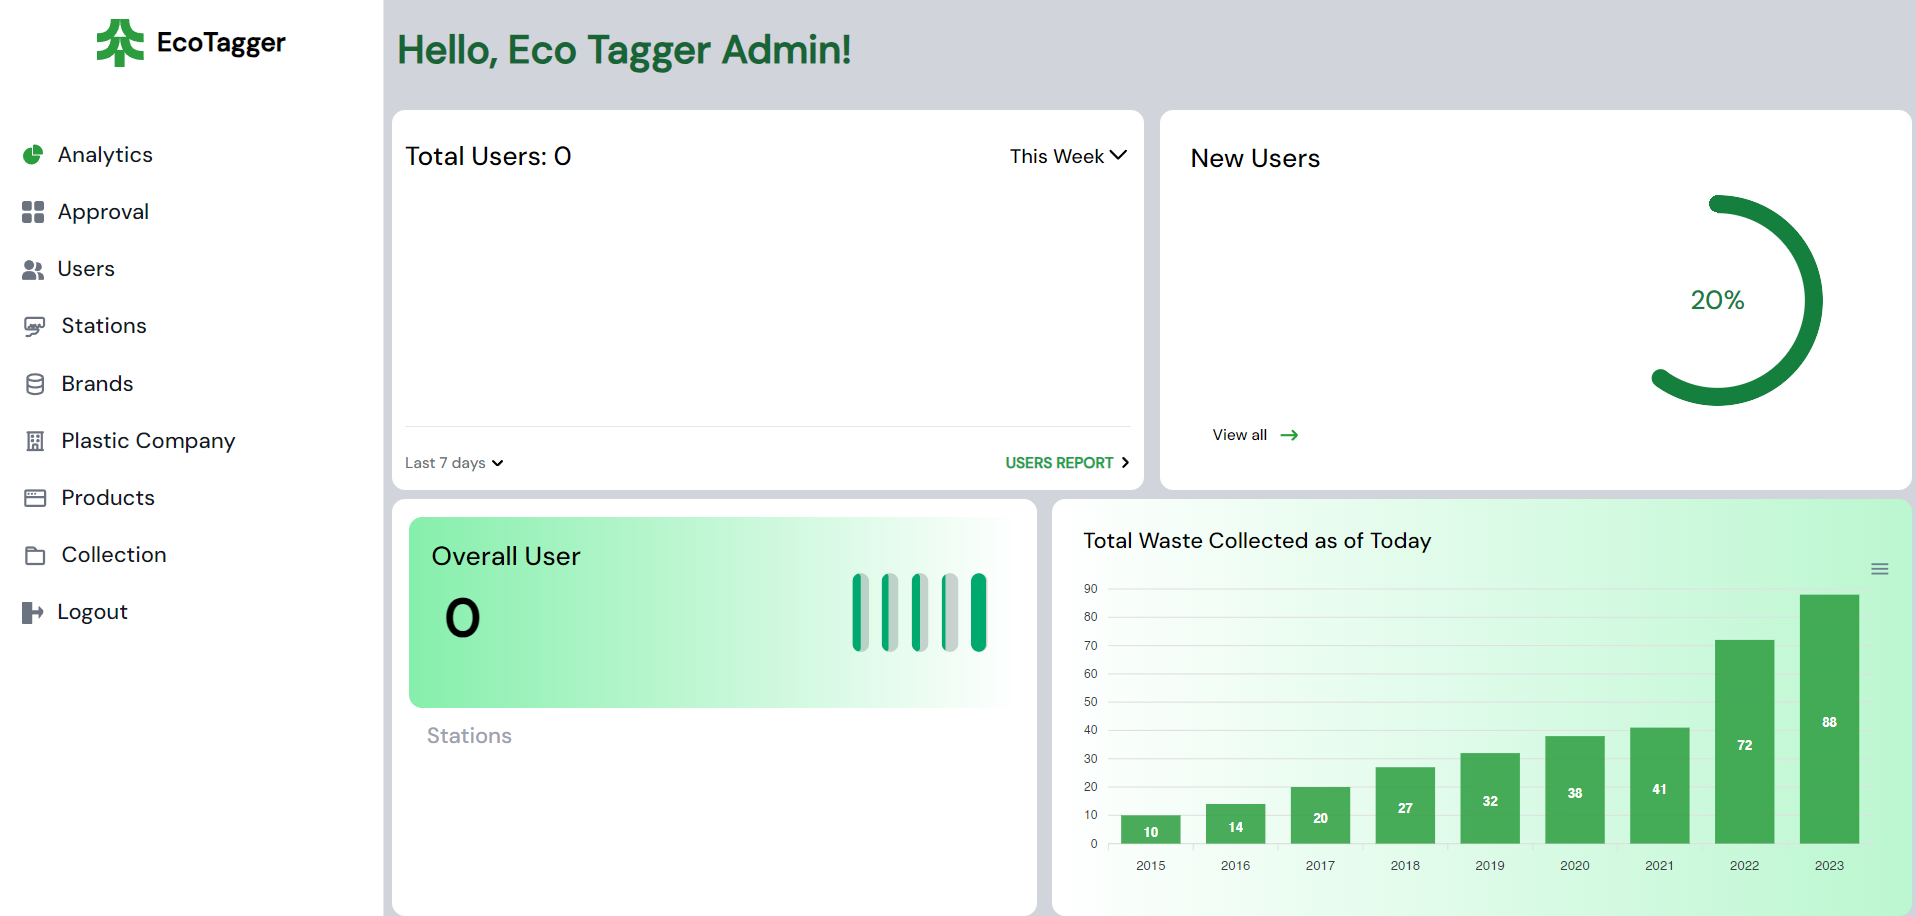 EcoTagger
Analytics
Approval
Users
Stations
Brands
Plastic Company
Products
Collection
Logout
Hello, Eco Tagger Admin!
Total Users: 0
This Week
Last 7 days
USERS REPORT
New Users
20%
View all
Overall User
0
Stations
Total Waste Collected as of Today
90
80
70
60
50
40
30
20
10
0
10
14
20
27
32
38
41
72
88
2015
2016
2017
2018
2019
2020
2021
2022
2023